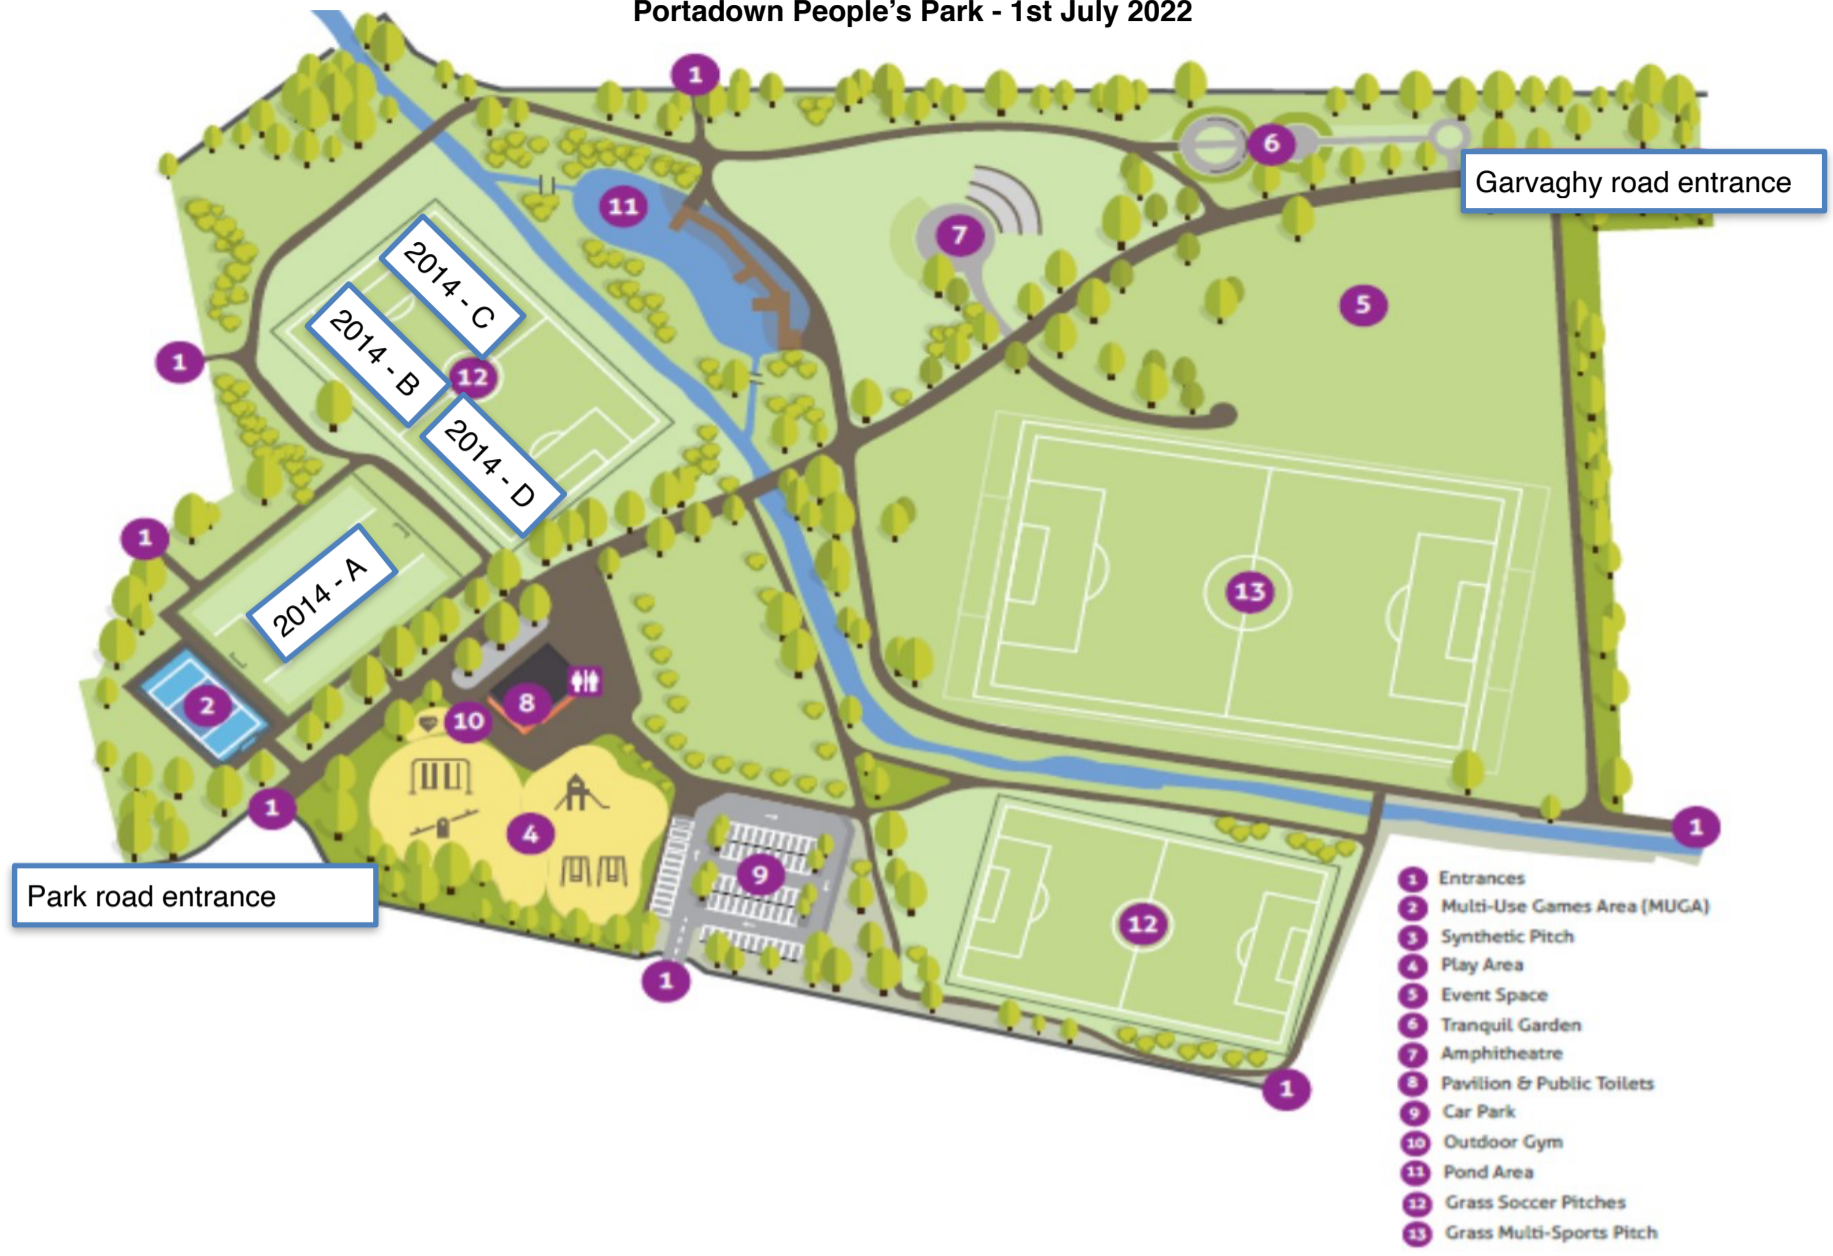 Portadown People's Park - 1st July 2022
1
6
Garvaghy road entrance
11
7
2014 - C
5
2014 - B
1
12
2014 - D
1
2014 - A
13
2
8
10
1
4
1
9
Park road entrance
12
1
1
1 Entrances
2 Multi-Use Games Area (MUGA)
3 Synthetic Pitch
4 Play Area
5 Event Space
6 Tranquil Garden
7 Amphitheatre
8 Pavilion & Public Toilets
9 Car Park
10 Outdoor Gym
11 Pond Area
12 Grass Soccer Pitches
13 Grass Multi-Sports Pitch